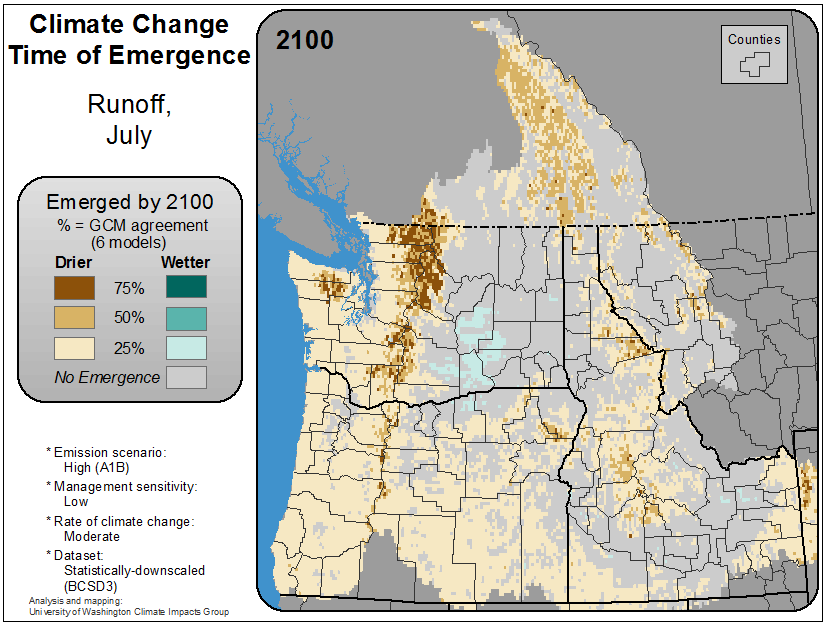 Climate Change
Time of Emergence
Runoff,
July
Emerged by 2100
% = GCM agreement
(6 models)
Drier Wetter
75%
50%
25%
No Emergence
* Emission scenario:
High (A1B)
* Management sensitivity:
Low
* Rate of climate change:
Moderate
* Dataset:
Statistically-downscaled
(BCSD3)
Analysis and mapping:
University of Washington Climate Impacts Group
2100
Counties